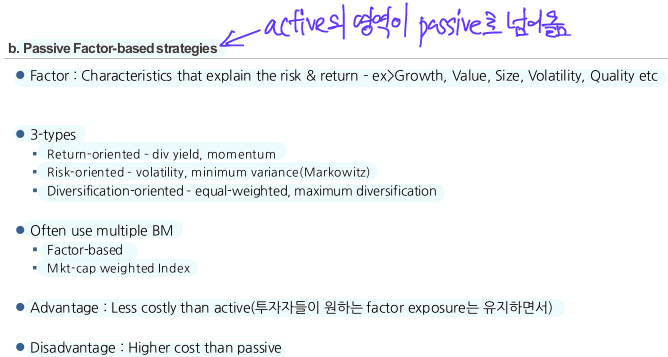 active의 영역이 passive로 넘어옴
b. Passive Factor-based strategies
Factor : Characteristics that explain the risk & return - ex>Growth, Value, Size, Volatility, Quality etc
3-types
Return-oriented - div yield, momentum
Risk-oriented - volatility, minimum variance(Markowitz)
Diversification-oriented - equal-weighted, maximum diversification
Often use multiple BM
Factor-based
Mkt-cap weighted Index
Advantage : Less costly than active(투자자들이 원하는 factor exposure는 유지하면서)
Disadvantage : Higher cost than passive